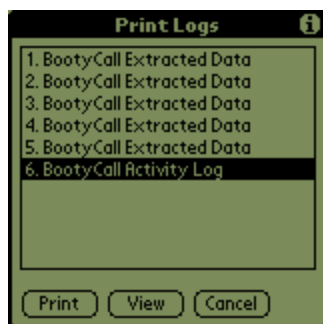 Print Logs
1. BootyCall Extracted Data
2. BootyCall Extracted Data
3. BootyCall Extracted Data
4. BootyCall Extracted Data
5. BootyCall Extracted Data
6. BootyCall Activity Log
Print View Cancel